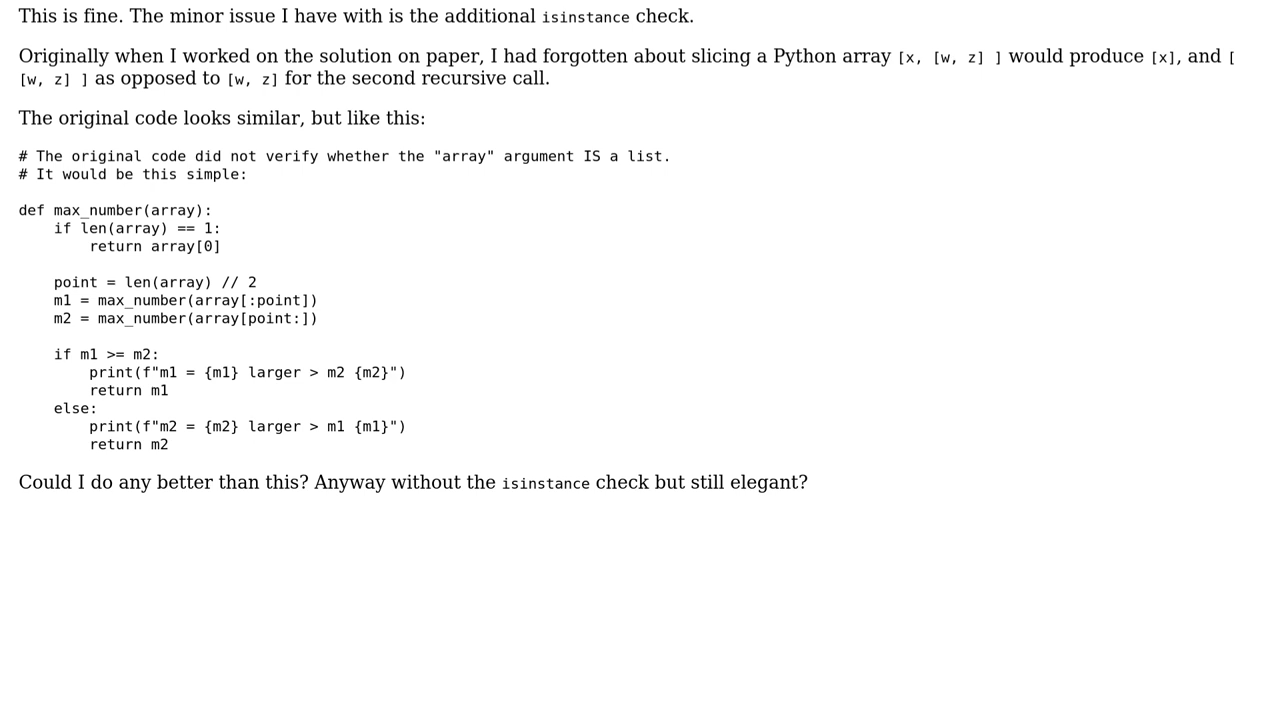 This is fine. The minor issue I have with is the additional isinstance check.
Originally when I worked on the solution on paper, I had forgotten about slicing a Python array [x, [w, z] ] would produce [x], and [
[w, z] ] as opposed to [w, z] for the second recursive call.
The original code looks similar, but like this:
# The original code did not verify whether the "array" argument IS a list.
# It would be this simple:
def max_number(array):
    if len(array) == 1:
        return array[0]
    point = len(array) // 2
    m1 = max_number(array[:point])
    m2 = max_number(array[point:])
    if m1 >= m2:
        print(f"m1 = {m1} larger > m2 {m2}")
        return m1
    else:
        print(f"m2 = {m2} larger > m1 {m1}")
        return m2
Could I do any better than this? Anyway without the isinstance check but still elegant?